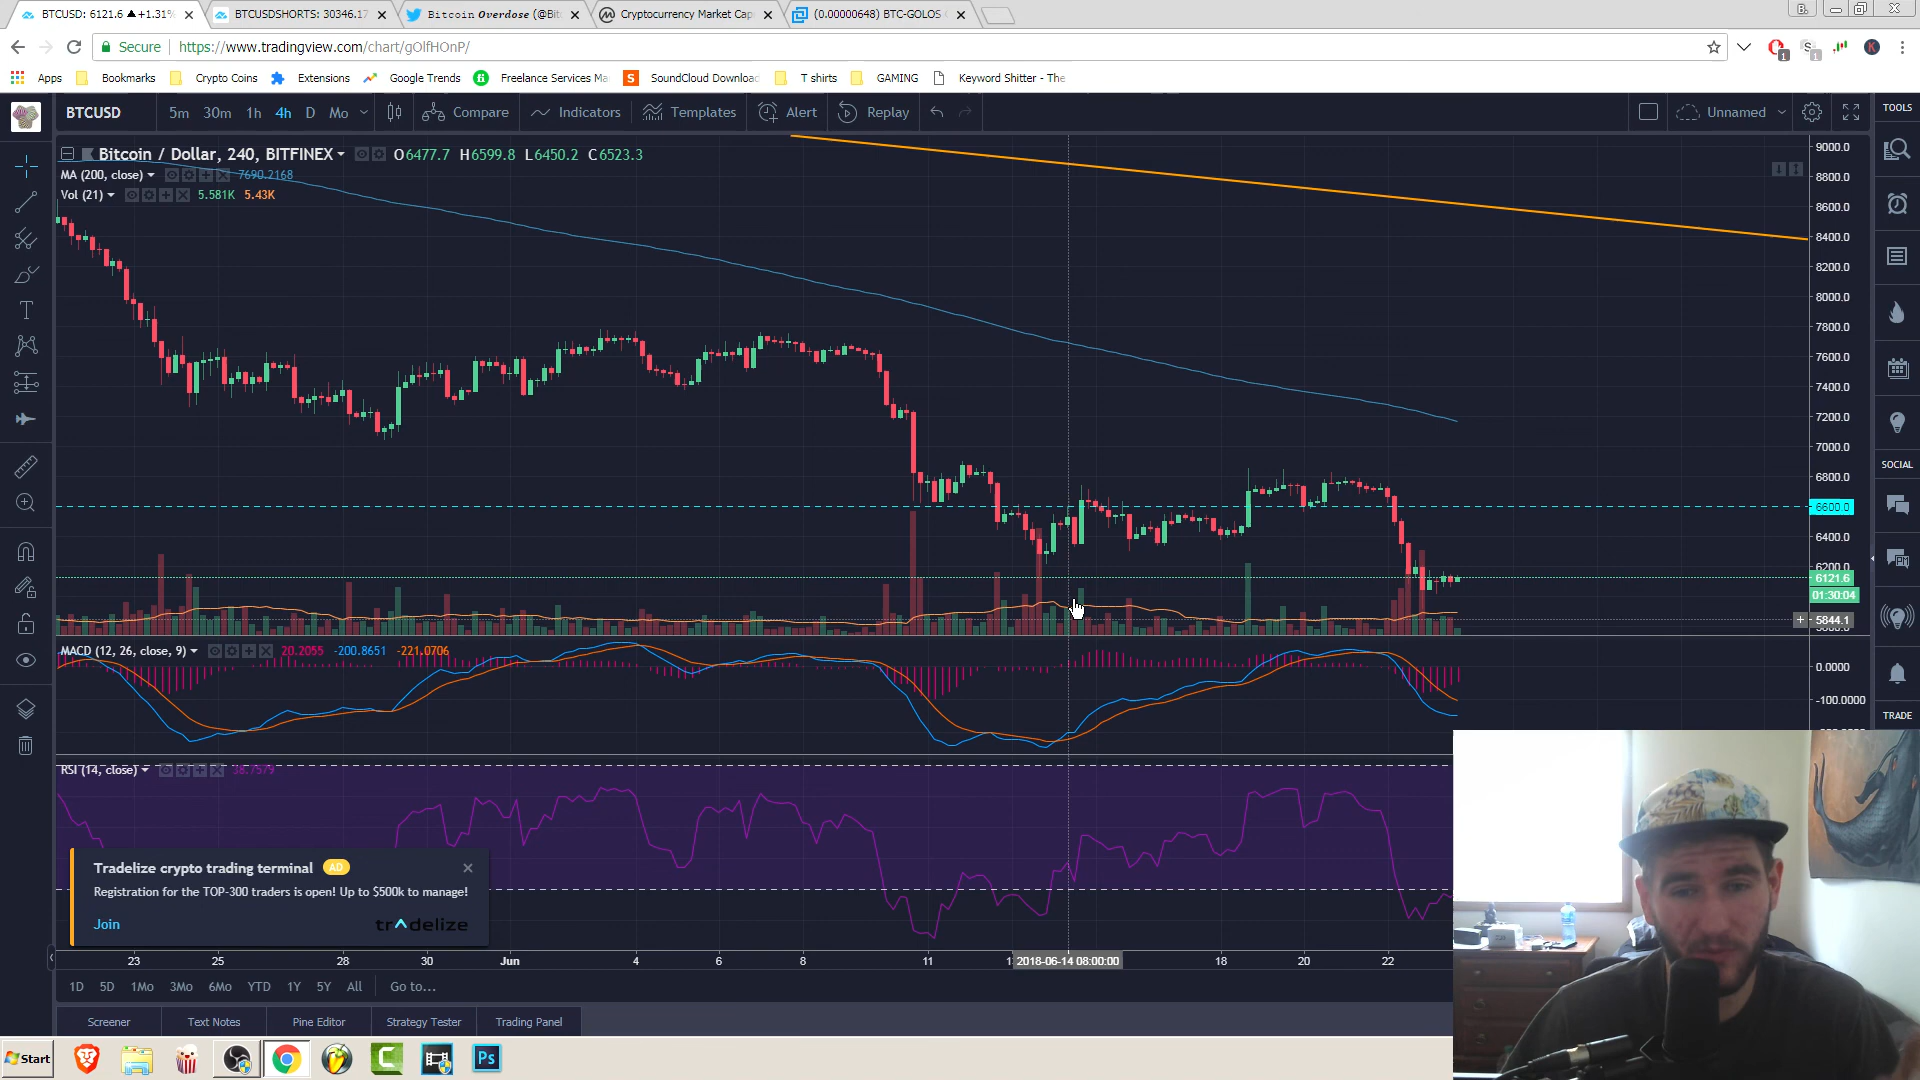 BTCUSD: 6121.6 ▲+1.31%
BTCUSDSHORTS: 30346.17
Bitcoin Overdose (@Bit
Cryptocurrency Market Cap
(0.00000648) BTC-GOLOS
Secure
https://www.tradingview.com/chart/gOlfHOnP/
Apps
Bookmarks
Crypto Coins
Extensions
Google Trends
Freelance Services Ma
SoundCloud Download
T shirts
GAMING
Keyword Shitter - The
BTCUSD
5m
30m
1h
4h
D
Mo
Compare
Indicators
Templates
Alert
Replay
Unnamed
TOOLS
Bitcoin / Dollar, 240, BITFINEX
O6477.7 H6599.8 L6450.2 C6523.3
MA (200, close)
7690.2168
Vol (21)
5.581K 5.43K
9000.0
8800.0
8600.0
8400.0
8200.0
8000.0
7800.0
7600.0
7400.0
7200.0
7000.0
6800.0
6600.0
6400.0
6200.0
6121.6
01:30:04
5844.1
SOCIAL
TRADE
MACD (12, 26, close, 9)
20.2055 -200.8651 -221.0706
0.0000
-100.0000
RSI (14, close)
38.7579
Tradelize crypto trading terminal AD
Registration for the TOP-300 traders is open! Up to $500k to manage!
Join
tradelize
23
25
28
30
Jun
4
6
8
11
2018-06-14 08:00:00
18
20
22
1D
5D
1Mo
3Mo
6Mo
YTD
1Y
5Y
All
Go to...
Screener
Text Notes
Pine Editor
Strategy Tester
Trading Panel
Start
Ps